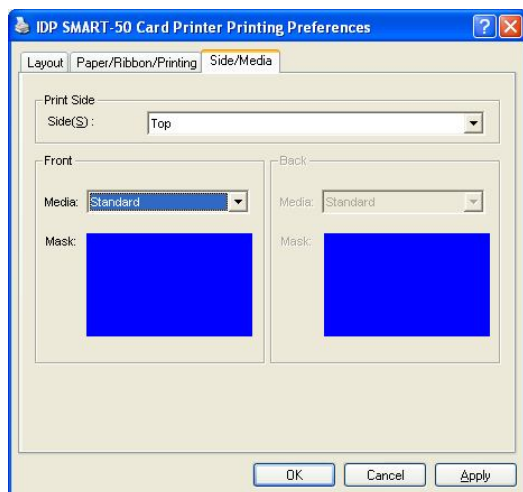 IDP SMART-50 Card Printer Printing Preferences
Layout Paper/Ribbon/Printing Side/Media
Print Side
Side(S) : Top
Front Back
Media: Standard Media: Standard
Mask: Mask:
OK Cancel Apply